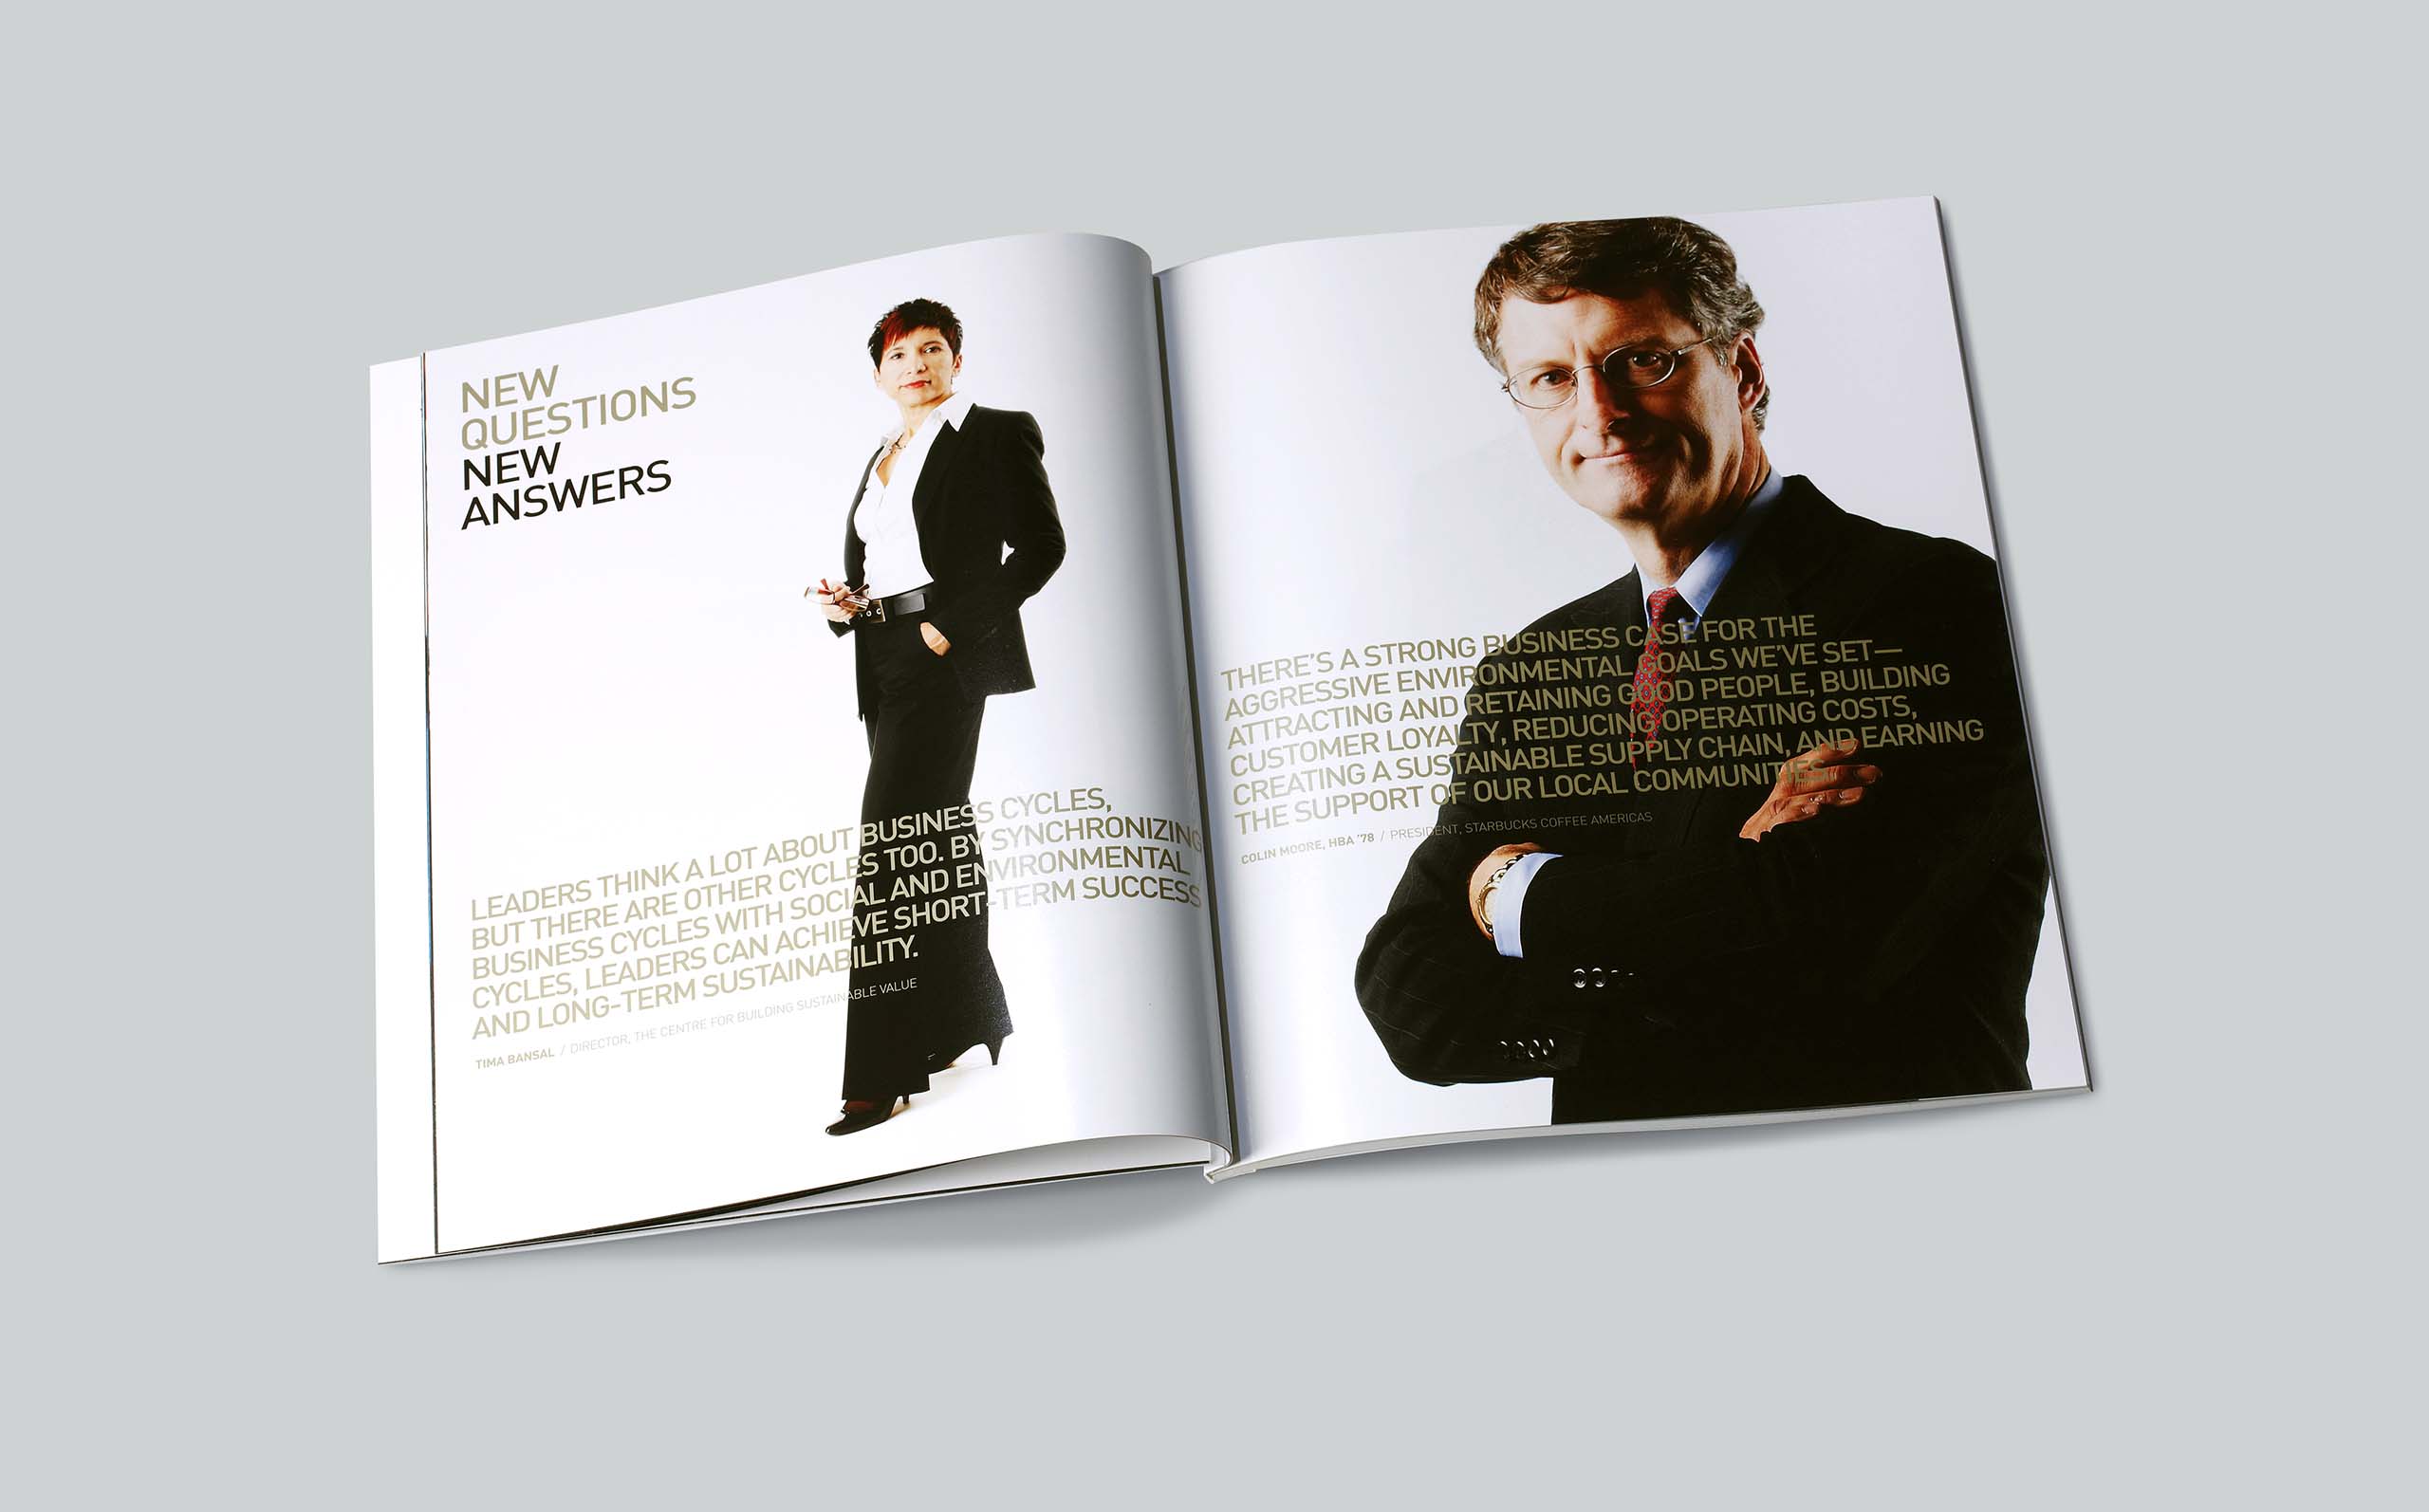 NEW
QUESTIONS
NEW
ANSWERS
LEADERS THINK A LOT ABOUT BUSINESS CYCLES,
BUT THERE ARE OTHER CYCLES TOO. BY SYNCHRONIZING
BUSINESS CYCLES WITH SOCIAL AND ENVIRONMENTAL
CYCLES, LEADERS CAN ACHIEVE SHORT-TERM SUCCESS
AND LONG-TERM SUSTAINABILITY.
TIMA BANSAL / DIRECTOR, THE CENTRE FOR BUILDING SUSTAINABLE VALUE
THERE'S A STRONG BUSINESS CASE FOR THE
AGGRESSIVE ENVIRONMENTAL GOALS WE'VE SET—
ATTRACTING AND RETAINING GOOD PEOPLE, BUILDING
CUSTOMER LOYALTY, REDUCING OPERATING COSTS,
CREATING A SUSTAINABLE SUPPLY CHAIN, AND EARNING
THE SUPPORT OF OUR LOCAL COMMUNITIES.
COLIN MOORE, HBA '78 / PRESIDENT, STARBUCKS COFFEE AMERICAS